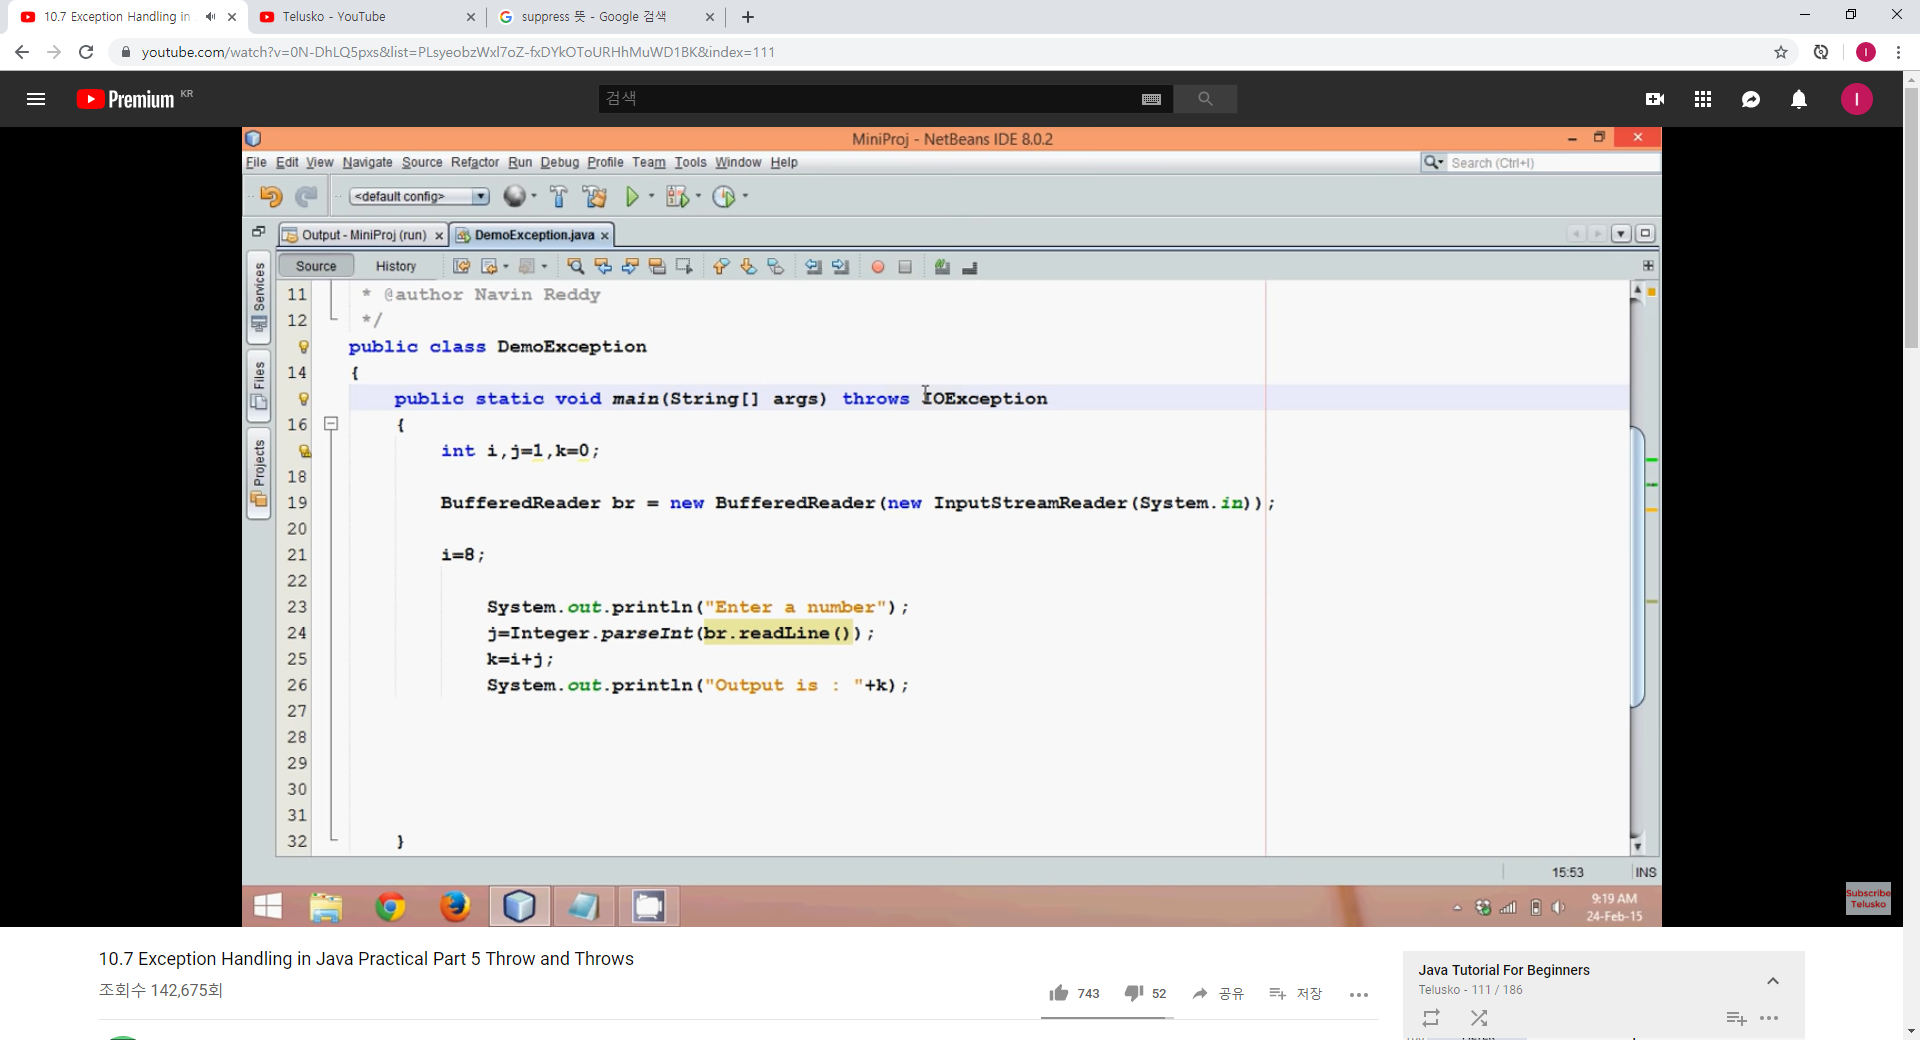 10.7 Exception Handling in
Telusko - YouTube
suppress 뜻 - Google 검색
youtube.com/watch?v=0N-DhLQ5pxs&list=PLsyeobzWxl7oZ-fxDYkOToURHhMuWD1BK&index=111
I
Premium KR
검색
I
MiniProj - NetBeans IDE 8.0.2
File Edit View Navigate Source Refactor Run Debug Profile Team Tools Window Help
Search (Ctrl+I)
<default config>
Output - MiniProj (run)
DemoException.java
Source
History
Services
Files
Projects
11 * @author Navin Reddy
12 */
public class DemoException
14 {
public static void main(String[] args) throws IOException
16 {
int i,j=1,k=0;
18
19 BufferedReader br = new BufferedReader(new InputStreamReader(System.in));
20
21 i=8;
22
23 System.out.println("Enter a number");
24 j=Integer.parseInt(br.readLine());
25 k=i+j;
26 System.out.println("Output is : "+k);
27
28
29
30
31
32 }
15:53
INS
9:19 AM
24-Feb-15
Subscribe
Telusko
10.7 Exception Handling in Java Practical Part 5 Throw and Throws
조회수 142,675회
743
52
공유
저장
Java Tutorial For Beginners
Telusko - 111 / 186